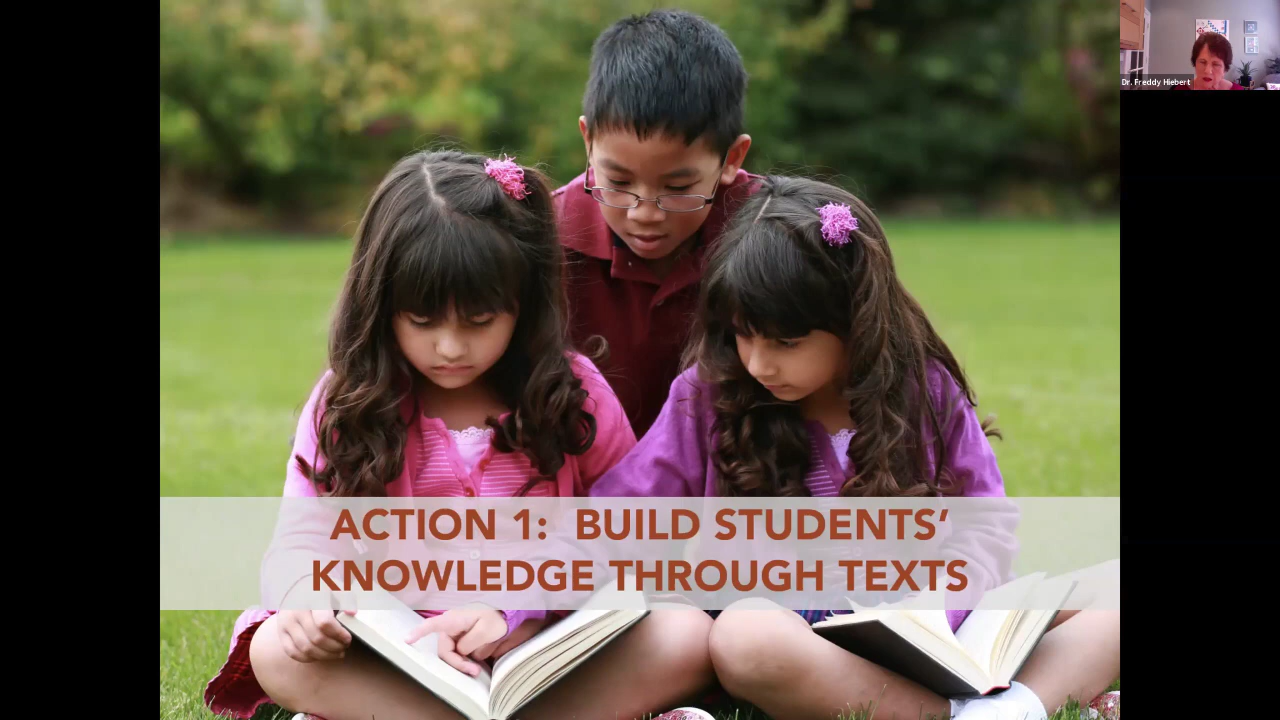 Dr. Freddy Hiebert
ACTION 1: BUILD STUDENTS’
KNOWLEDGE THROUGH TEXTS